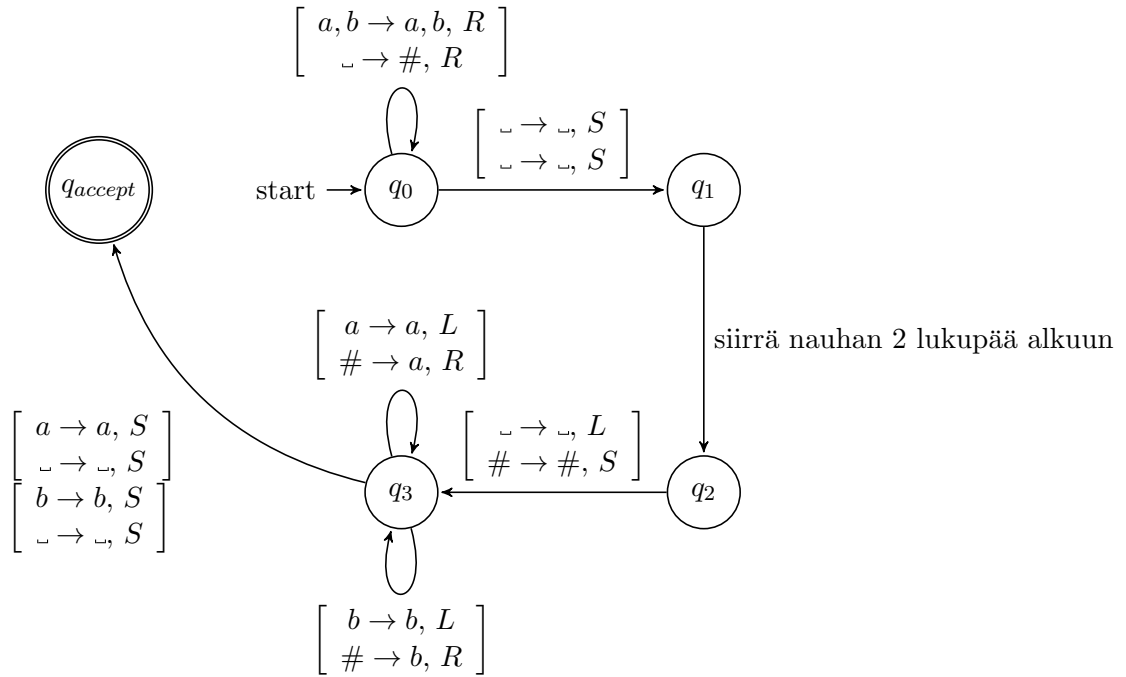 a, b → a, b, R
␣ → #, R
␣ → ␣, S
␣ → ␣, S
q_accept
start
q_0
q_1
siirrä nauhan 2 lukupää alkuun
a → a, L
# → a, R
␣ → ␣, L
# → #, S
a → a, S
␣ → ␣, S
b → b, S
␣ → ␣, S
q_3
q_2
b → b, L
# → b, R